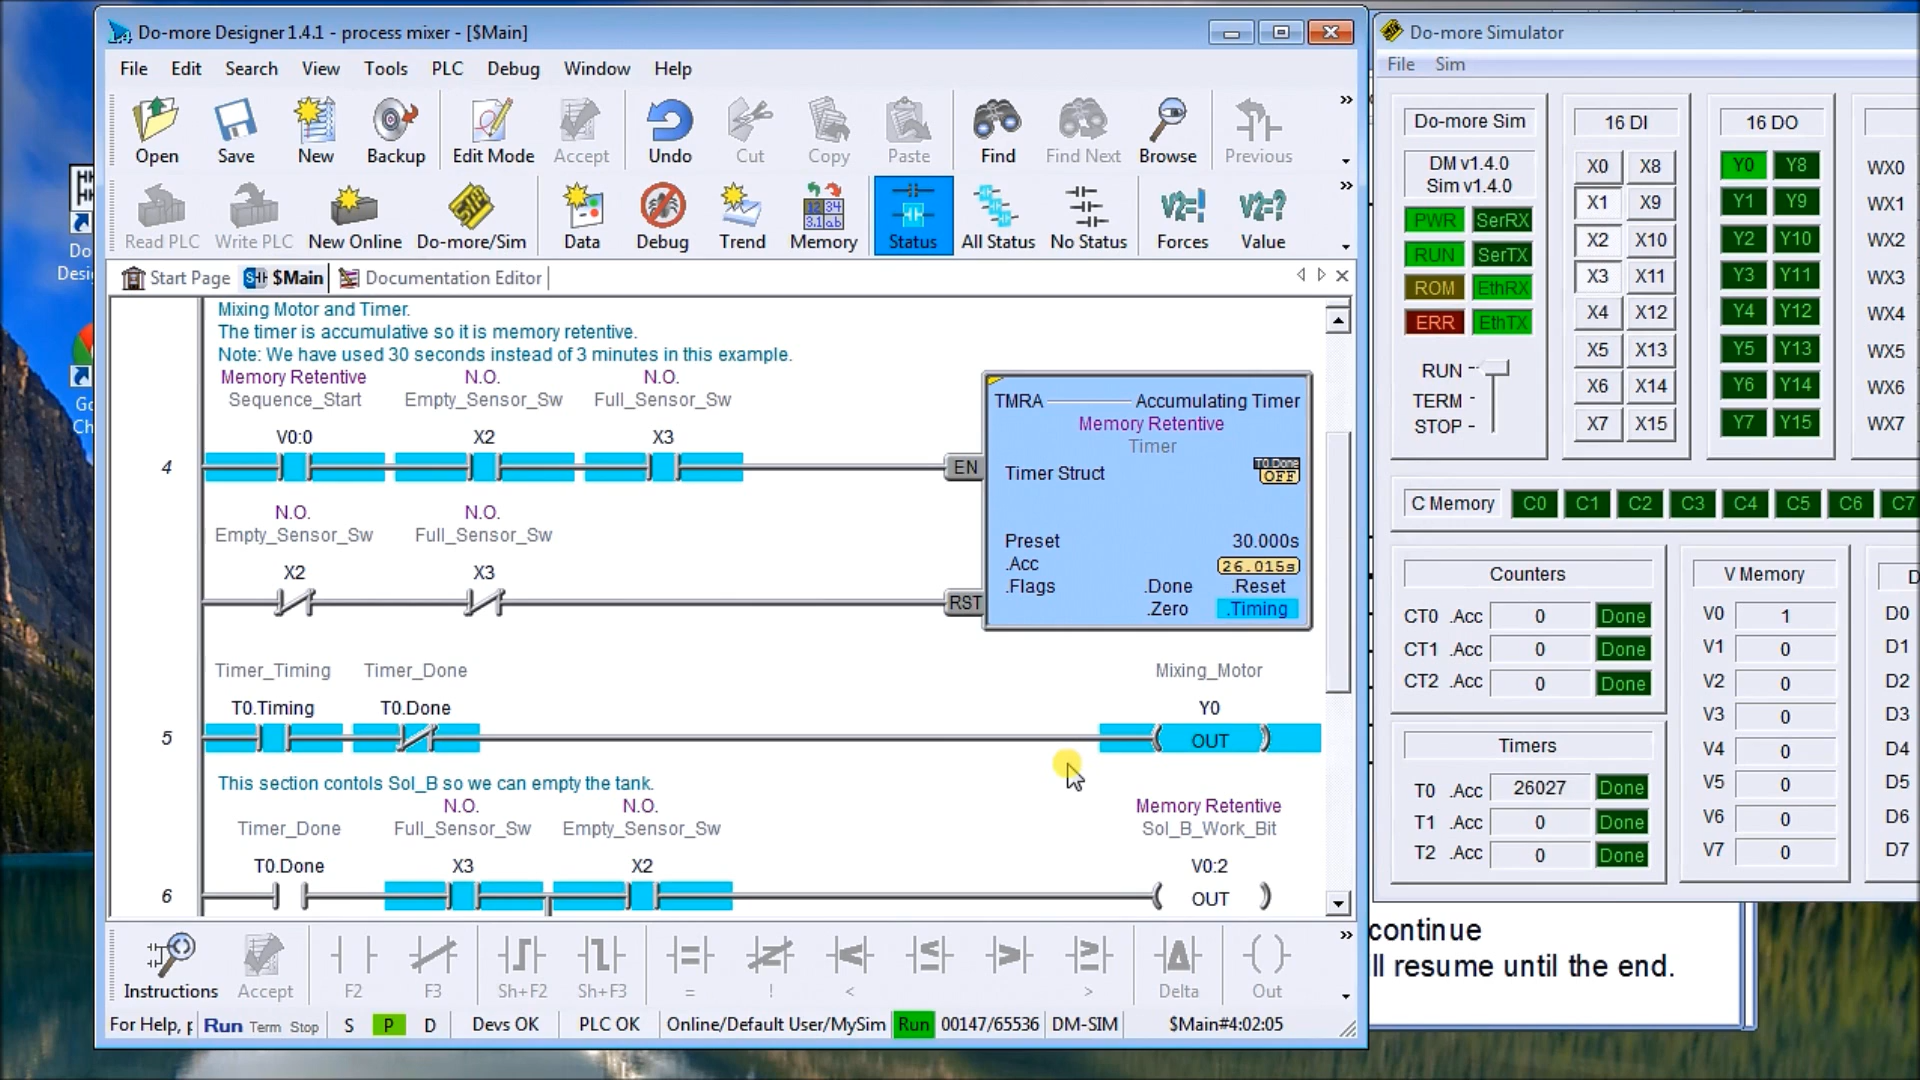 Do-more Designer 1.4.1 - process mixer - [$Main]
File Edit Search View Tools PLC Debug Window Help
Open Save New Backup Edit Mode Accept Undo Cut Copy Paste Find Find Next Browse Previous
Read PLC Write PLC New Online Do-more/Sim Data Debug Trend Memory Status All Status No Status Forces Value
Start Page $Main Documentation Editor
Mixing Motor and Timer.
The timer is accumulative so it is memory retentive.
Note: We have used 30 seconds instead of 3 minutes in this example.
Memory Retentive N.O. N.O.
Sequence_Start Empty_Sensor_Sw Full_Sensor_Sw
V0:0 X2 X3
4
EN
TMRA Accumulating Timer
Memory Retentive
Timer
Timer Struct T0.Done
OFF
Preset 30.000s
.Acc 26.015s
.Flags .Done .Reset
.Zero .Timing
N.O. N.O.
Empty_Sensor_Sw Full_Sensor_Sw
X2 X3
RST
Timer_Timing Timer_Done Mixing_Motor
T0.Timing T0.Done Y0
5 OUT
This section contols Sol_B so we can empty the tank.
N.O. N.O. Memory Retentive
Timer_Done Full_Sensor_Sw Empty_Sensor_Sw Sol_B_Work_Bit
T0.Done X3 X2 V0:2
6 OUT
Instructions Accept F2 F3 Sh+F2 Sh+F3 = ! < > Delta Out
For Help, Run Term Stop S P D Devs OK PLC OK Online/Default User/MySim Run 00147/65536 DM-SIM $Main#4:02:05
Do-more Simulator
File Sim
Do-more Sim
DM v1.4.0
Sim v1.4.0
PWR SerRX
RUN SerTX
ROM EthRX
ERR EthTX
RUN -
TERM -
STOP -
16 DI
X0 X8
X1 X9
X2 X10
X3 X11
X4 X12
X5 X13
X6 X14
X7 X15
16 DO
Y0 Y8
Y1 Y9
Y2 Y10
Y3 Y11
Y4 Y12
Y5 Y13
Y6 Y14
Y7 Y15
WX0
WX1
WX2
WX3
WX4
WX5
WX6
WX7
C Memory C0 C1 C2 C3 C4 C5 C6 C7
Counters
CT0 .Acc 0 Done
CT1 .Acc 0 Done
CT2 .Acc 0 Done
Timers
T0 .Acc 26027 Done
T1 .Acc 0 Done
T2 .Acc 0 Done
V Memory
V0 1
V1 0
V2 0
V3 0
V4 0
V5 0
V6 0
V7 0
D0
D1
D2
D3
D4
D5
D6
D7
continue
ll resume until the end.
Do
Desig
Go
Ch